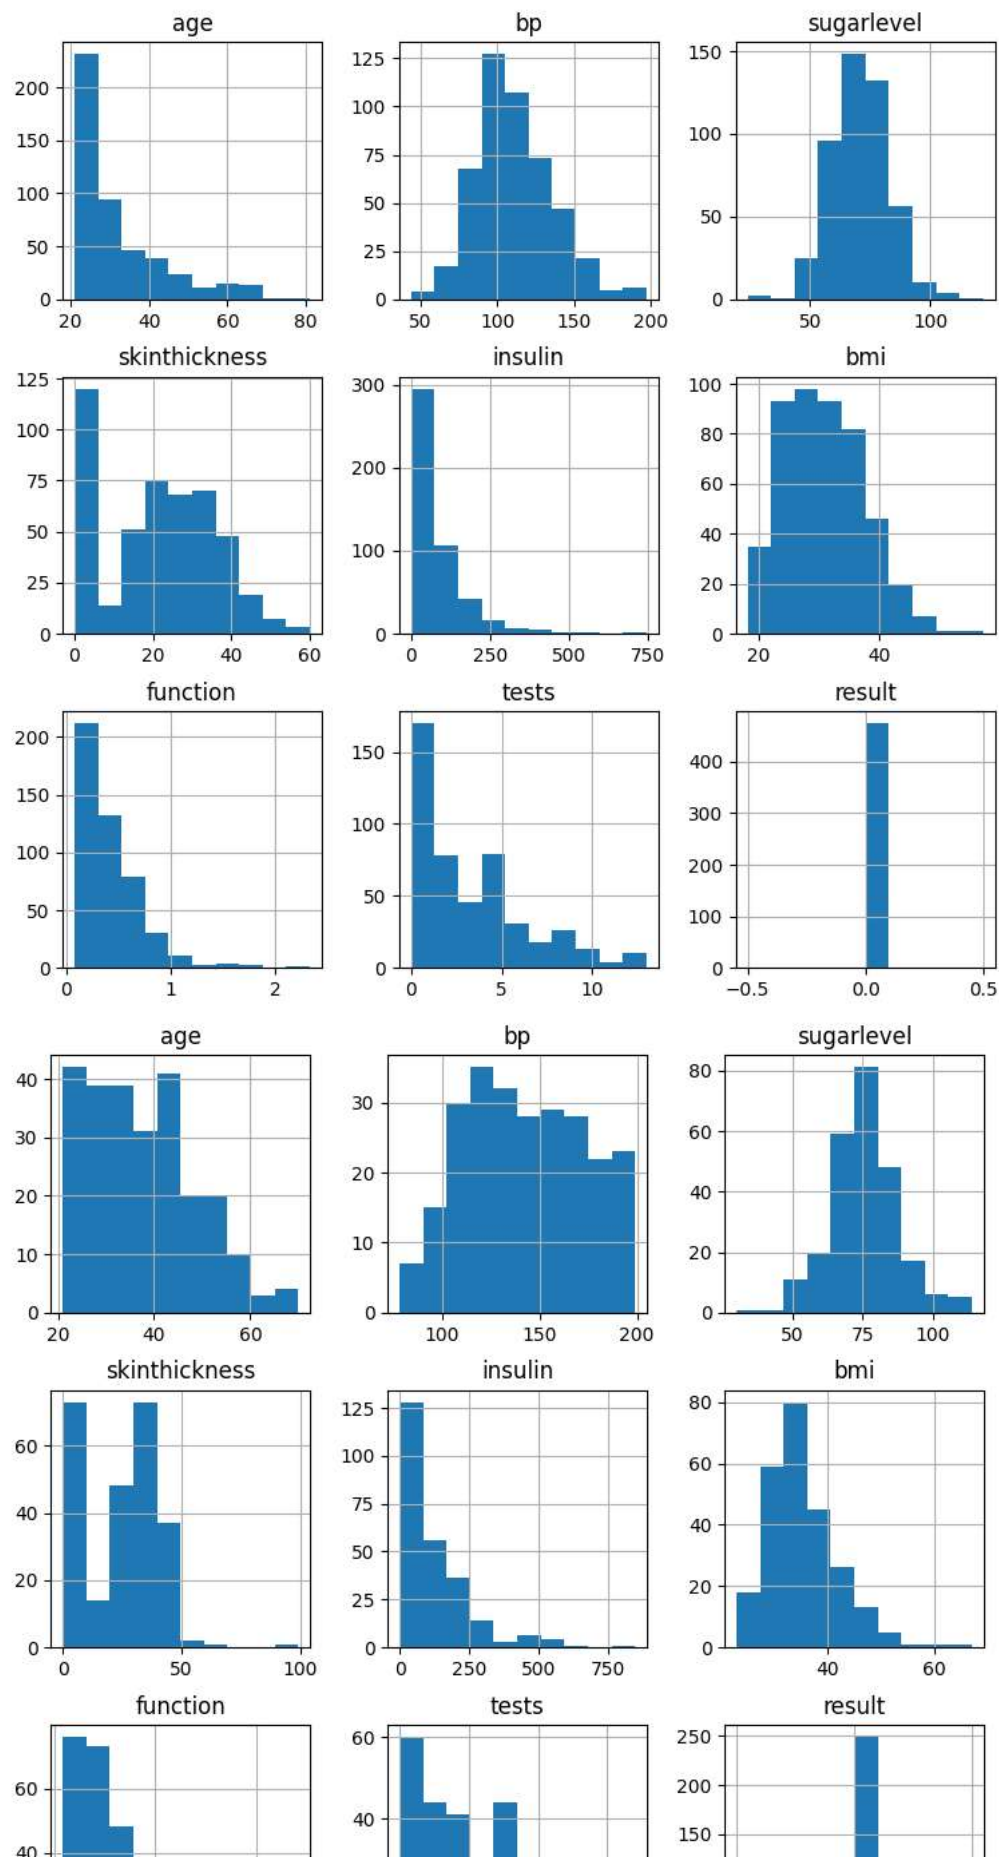 age bp sugarlevel
200 150 100 50 0
125 100 75 50 25 0
150 100 50 0
20 40 60 80 50 100 150 200 50 100
skinthickness insulin bmi
125 100 75 50 25 0
300 200 100 0
100 80 60 40 20 0
0 20 40 60 0 250 500 750 20 40
function tests result
200 150 100 50 0
150 100 50 0
400 300 200 100 0
0 1 2 0 5 10 −0.5 0.0 0.5
age bp sugarlevel
40 30 20 10 0
30 20 10 0
80 60 40 20 0
20 40 60 100 150 200 50 75 100
skinthickness insulin bmi
60 40 20 0
125 100 75 50 25 0
80 60 40 20 0
0 50 100 0 250 500 750 40 60
function tests result
60 40
60 40
250 200 150